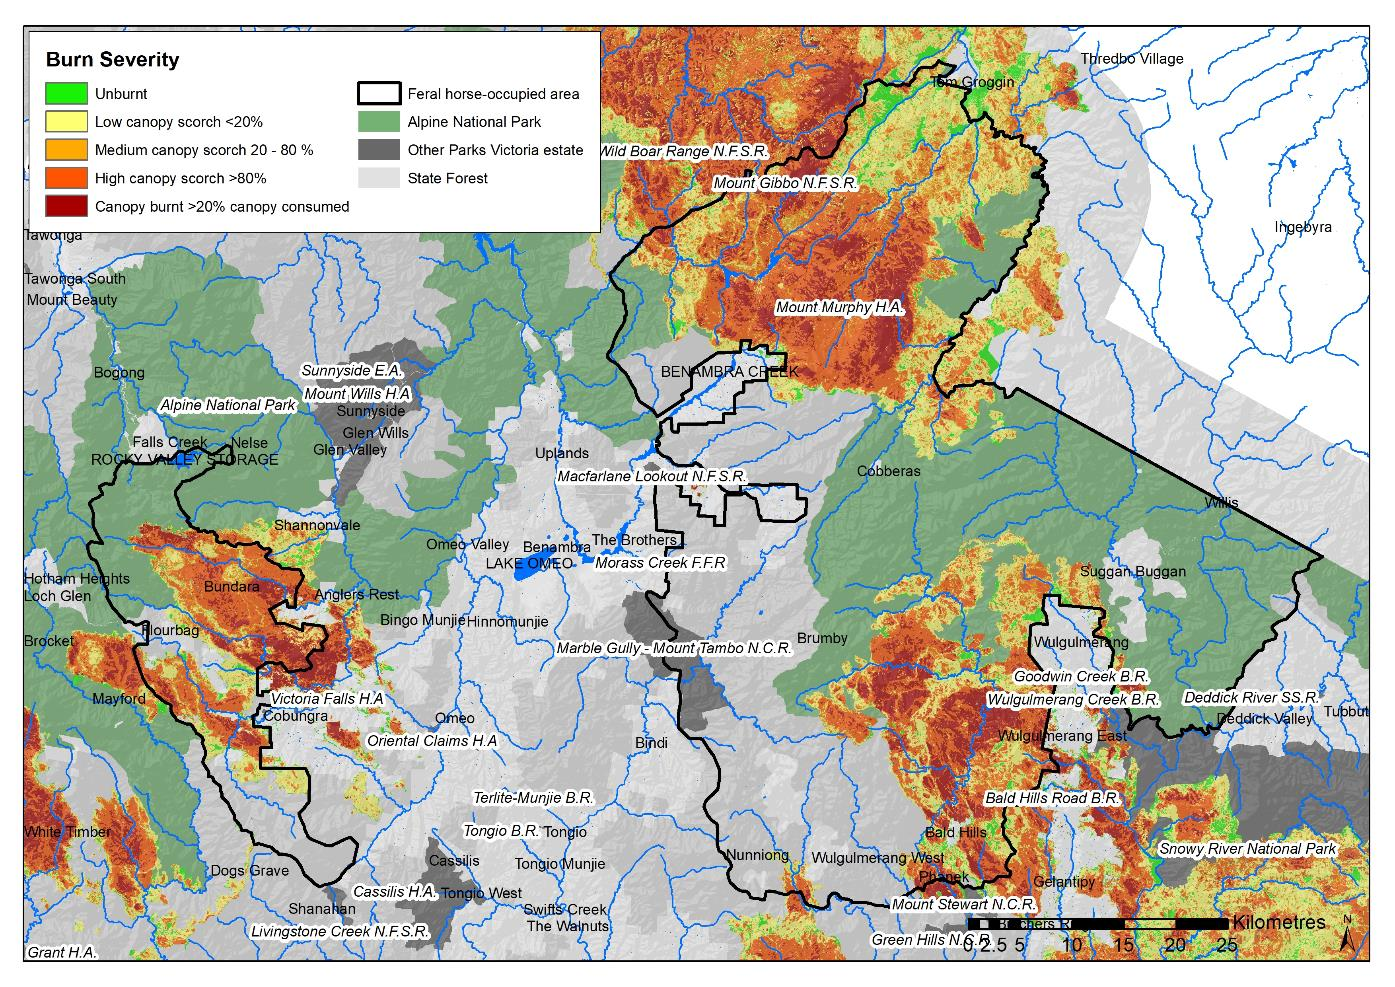 Burn Severity
Unburnt
Low canopy scorch <20%
Medium canopy scorch 20 - 80 %
High canopy scorch >80%
Canopy burnt >20% canopy consumed
Feral horse-occupied area
Alpine National Park
Other Parks Victoria estate
State Forest
Thredbo Village
Tom Groggin
Wild Boar Range N.F.S.R.
Mount Gibbo N.F.S.R.
Ingebyra
Tawonga
Tawonga South
Mount Beauty
Mount Murphy H.A.
Bogong
Sunnyside E.A.
BENAMBRA CREEK
Mount Wills H.A
Alpine National Park
Sunnyside
Glen Wills
Falls Creek
Nelse
Glen Valley
Uplands
ROCKY VALLEY STORAGE
Cobberas
Macfarlane Lookout N.F.S.R.
Willis
Shannonvale
Omeo Valley
Benambra
The Brothers
LAKE OMEO
Morass Creek F.F.R
Suggan Buggan
Hotham Heights
Loch Glen
Bundara
Anglers Rest
Bingo Munjie
Hinnomunjie
Flourbag
Brocket
Brumby
Wulgulmerang
Marble Gully - Mount Tambo N.C.R.
Goodwin Creek B.R.
Mayford
Victoria Falls H.A
Wulgulmerang Creek B.R.
Deddick River SS.R.
Cobungra
Omeo
Deddick Valley
Tubbut
Oriental Claims H.A
Bindi
Wulgulmerang East
Terlite-Munjie B.R.
Bald Hills Road B.R.
White Timber
Tongio B.R.
Tongio
Bald Hills
Snowy River National Park
Dogs Grave
Cassilis
Tongio Munjie
Nunniong
Wulgulmerang West
Phanek
Gelantipy
Cassilis H.A.
Tongio West
Mount Stewart N.C.R.
Shanahan
Swifts Creek
The Walnuts
Livingstone Creek N.F.S.R.
Green Hills N.C.R.
Kilometres
N
0 2.5 5 10 15 20 25
Grant H.A.